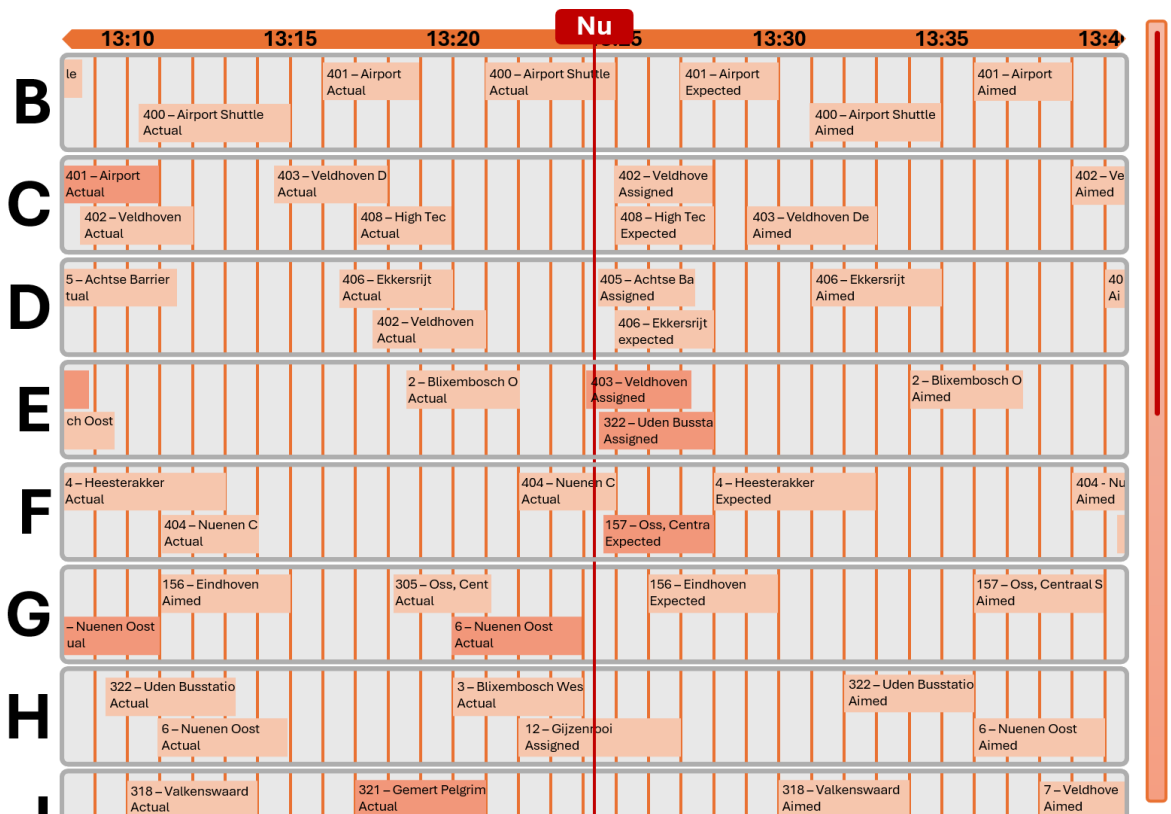 Nu
13:10 13:15 13:20 :25 13:30 13:35 13:4
B
le
401 – Airport
Actual
400 – Airport Shuttle
Actual
401 – Airport
Expected
401 – Airport
Aimed
400 – Airport Shuttle
Actual
400 – Airport Shuttle
Aimed
C
401 – Airport
Actual
403 – Veldhoven D
Actual
402 – Veldhove
Assigned
402 – Ve
Aimed
402 – Veldhoven
Actual
408 – High Tec
Actual
408 – High Tec
Expected
403 – Veldhoven De
Aimed
D
5 – Achtse Barrier
tual
406 – Ekkersrijt
Actual
405 – Achtse Ba
Assigned
406 – Ekkersrijt
Aimed
40
Ai
402 – Veldhoven
Actual
406 – Ekkersrijt
expected
E
2 – Blixembosch O
Actual
403 – Veldhoven
Assigned
2 – Blixembosch O
Aimed
ch Oost
322 – Uden Bussta
Assigned
F
4 – Heesterakker
Actual
404 – Nuenen C
Actual
4 – Heesterakker
Expected
404 - Nu
Aimed
404 – Nuenen C
Actual
157 – Oss, Centra
Expected
G
156 – Eindhoven
Aimed
305 – Oss, Cent
Actual
156 – Eindhoven
Expected
157 – Oss, Centraal S
Aimed
– Nuenen Oost
ual
6 – Nuenen Oost
Actual
H
322 – Uden Busstatio
Actual
3 – Blixembosch Wes
Actual
322 – Uden Busstatio
Aimed
6 – Nuenen Oost
Actual
12 – Gijzenrooi
Assigned
6 – Nuenen Oost
Aimed
318 – Valkenswaard
Actual
321 – Gemert Pelgrim
Actual
318 – Valkenswaard
Aimed
7 – Veldhove
Aimed